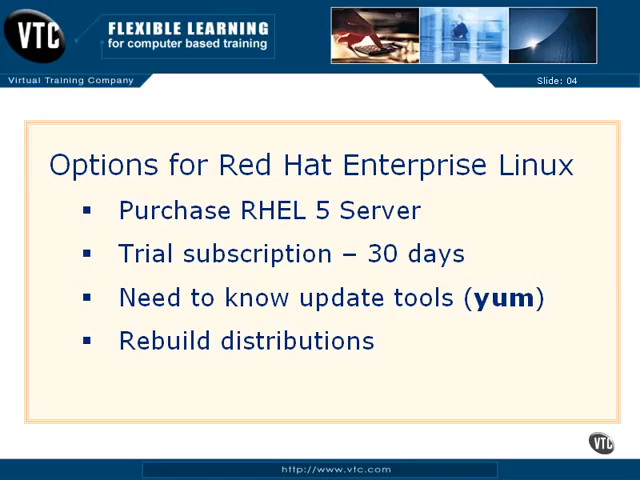 VTC
FLEXIBLE LEARNING
for computer based training
Virtual Training Company
Slide: 04
Options for Red Hat Enterprise Linux
▪ Purchase RHEL 5 Server
▪ Trial subscription – 30 days
▪ Need to know update tools (yum)
▪ Rebuild distributions
VTC
http://www.vtc.com